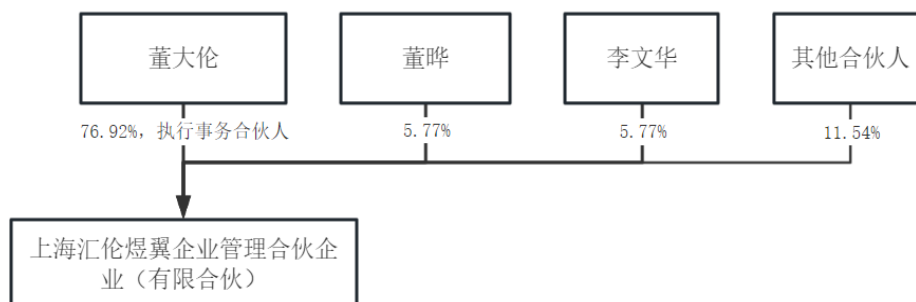 董大伦
董晔
李文华
其他合伙人
76.92%，执行事务合伙人
5.77%
5.77%
11.54%
上海汇伦煜翼企业管理合伙企
业（有限合伙）